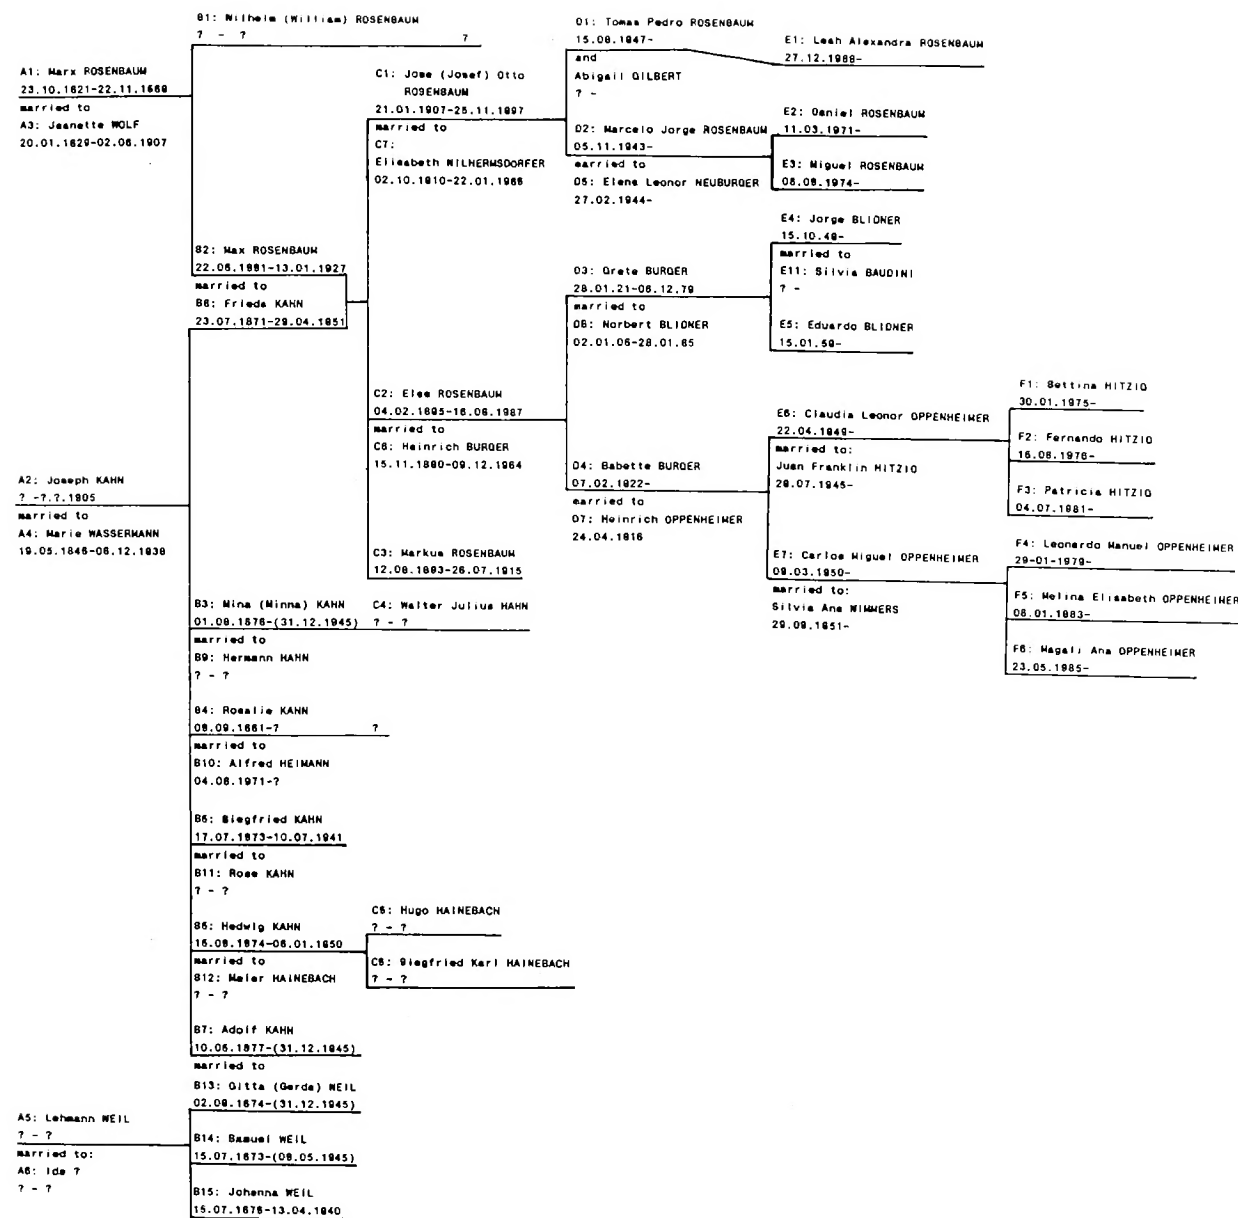 A1: Marx ROSENBAUM
23.10.1821-22.11.1869
married to
A3: Jeanette WOLF
20.01.1829-02.06.1907
A2: Joseph KAHN
? -?.?.1905
married to
A4: Marie WASSERMANN
19.05.1846-06.12.1938
A5: Lehmann WEIL
? - ?
married to:
A6: Ida ?
? - ?
B1: Wilhelm (William) ROSENBAUM
? - ? ?
B2: Max ROSENBAUM
22.06.1861-13.01.1927
married to
B8: Frieda KAHN
23.07.1871-29.04.1951
B3: Mina (Minna) KAHN
01.09.1876-(31.12.1945)
married to
B9: Hermann HAHN
? - ?
B4: Rosalie KAHN
09.09.1881-? ?
married to
B10: Alfred HEIMANN
04.08.1971-?
B5: Siegfried KAHN
17.07.1873-10.07.1941
married to
B11: Rose KAHN
? - ?
B6: Hedwig KAHN
15.08.1874-06.01.1950
married to
B12: Meier HAINEBACH
? - ?
B7: Adolf KAHN
10.06.1877-(31.12.1945)
married to
B13: Gitta (Gerda) WEIL
02.09.1874-(31.12.1945)
B14: Samuel WEIL
15.07.1873-(08.05.1945)
B15: Johanna WEIL
15.07.1876-13.04.1940
C1: Jose (Josef) Otto
ROSENBAUM
21.01.1907-25.11.1997
married to
C7:
Elisabeth WILHERMSDORFER
02.10.1910-22.01.1966
C2: Else ROSENBAUM
04.02.1895-16.06.1987
married to
C6: Heinrich BURGER
15.11.1880-09.12.1964
C3: Markus ROSENBAUM
12.08.1893-26.07.1915
C4: Walter Julius HAHN
? - ?
C5: Hugo HAINEBACH
? - ?
C6: Siegfried Karl HAINEBACH
? - ?
D1: Tomas Pedro ROSENBAUM
15.08.1947-
and
Abigail GILBERT
? -
D2: Marcelo Jorge ROSENBAUM
05.11.1943-
married to
D5: Elena Leonor NEUBURGER
27.02.1944-
D3: Grete BURGER
28.01.21-06.12.79
married to
D6: Norbert BLIDNER
02.01.06-28.01.65
D4: Babette BURGER
07.02.1922-
married to
D7: Heinrich OPPENHEIMER
24.04.1916
E1: Leah Alexandra ROSENBAUM
27.12.1988-
E2: Daniel ROSENBAUM
11.03.1971-
E3: Miguel ROSENBAUM
08.08.1974-
E4: Jorge BLIDNER
15.10.49-
married to
E11: Silvia BAUDINI
? -
E5: Eduardo BLIDNER
15.01.59-
E6: Claudia Leonor OPPENHEIMER
22.04.1949-
married to:
Juan Franklin HITZIG
29.07.1945-
E7: Carlos Miguel OPPENHEIMER
09.03.1950-
married to:
Silvia Ana WIMMERS
29.09.1951-
F1: Bettina HITZIG
30.01.1975-
F2: Fernando HITZIG
16.08.1976-
F3: Patricia HITZIG
04.07.1981-
F4: Leonardo Manuel OPPENHEIMER
29-01-1979-
F5: Melina Elisabeth OPPENHEIMER
08.01.1983-
F6: Magali Ana OPPENHEIMER
23.05.1985-